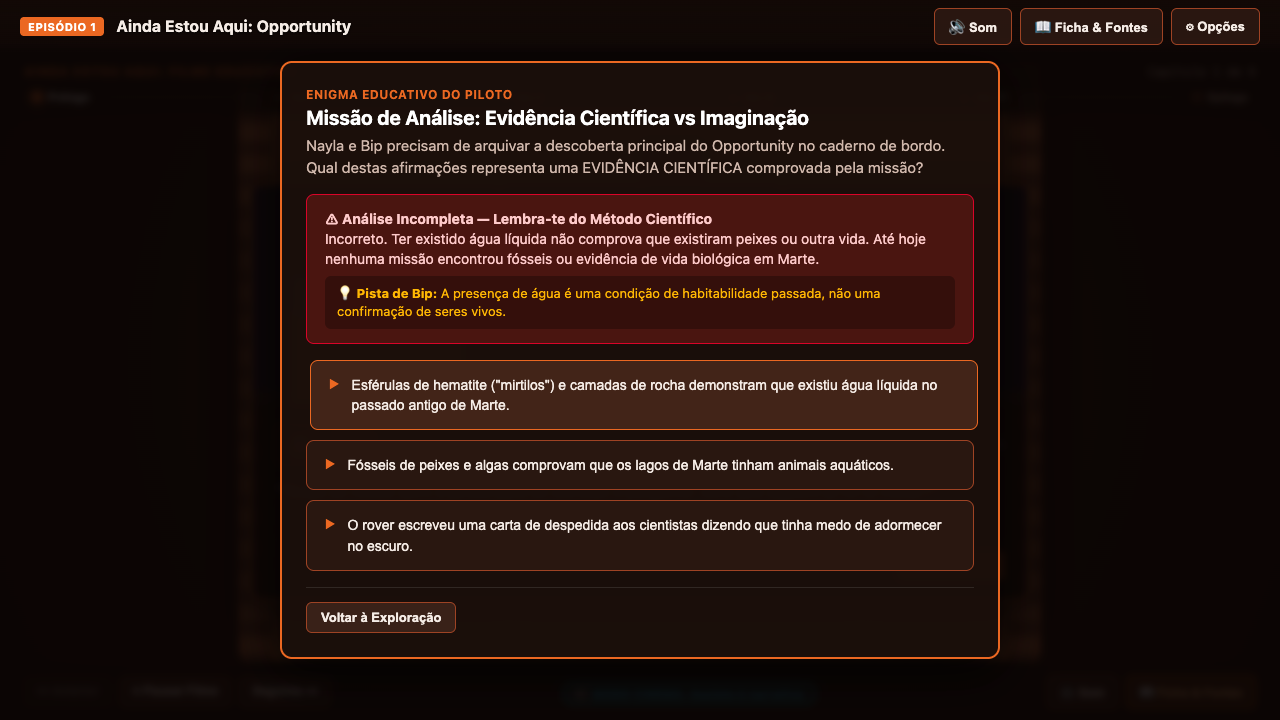 EPISÓDIO 1 Ainda Estou Aqui: Opportunity
🔊 Som 📖 Ficha & Fontes ⚙ Opções
ENIGMA EDUCATIVO DO PILOTO
Missão de Análise: Evidência Científica vs Imaginação
Nayla e Bip precisam de arquivar a descoberta principal do Opportunity no caderno de bordo.
Qual destas afirmações representa uma EVIDÊNCIA CIENTÍFICA comprovada pela missão?
⚠ Análise Incompleta — Lembra-te do Método Científico
Incorreto. Ter existido água líquida não comprova que existiram peixes ou outra vida. Até hoje
nenhuma missão encontrou fósseis ou evidência de vida biológica em Marte.
💡 Pista de Bip: A presença de água é uma condição de habitabilidade passada, não uma
confirmação de seres vivos.
▶ Esférulas de hematite ("mirtilos") e camadas de rocha demonstram que existiu água líquida no
passado antigo de Marte.
▶ Fósseis de peixes e algas comprovam que os lagos de Marte tinham animais aquáticos.
▶ O rover escreveu uma carta de despedida aos cientistas dizendo que tinha medo de adormecer
no escuro.
Voltar à Exploração